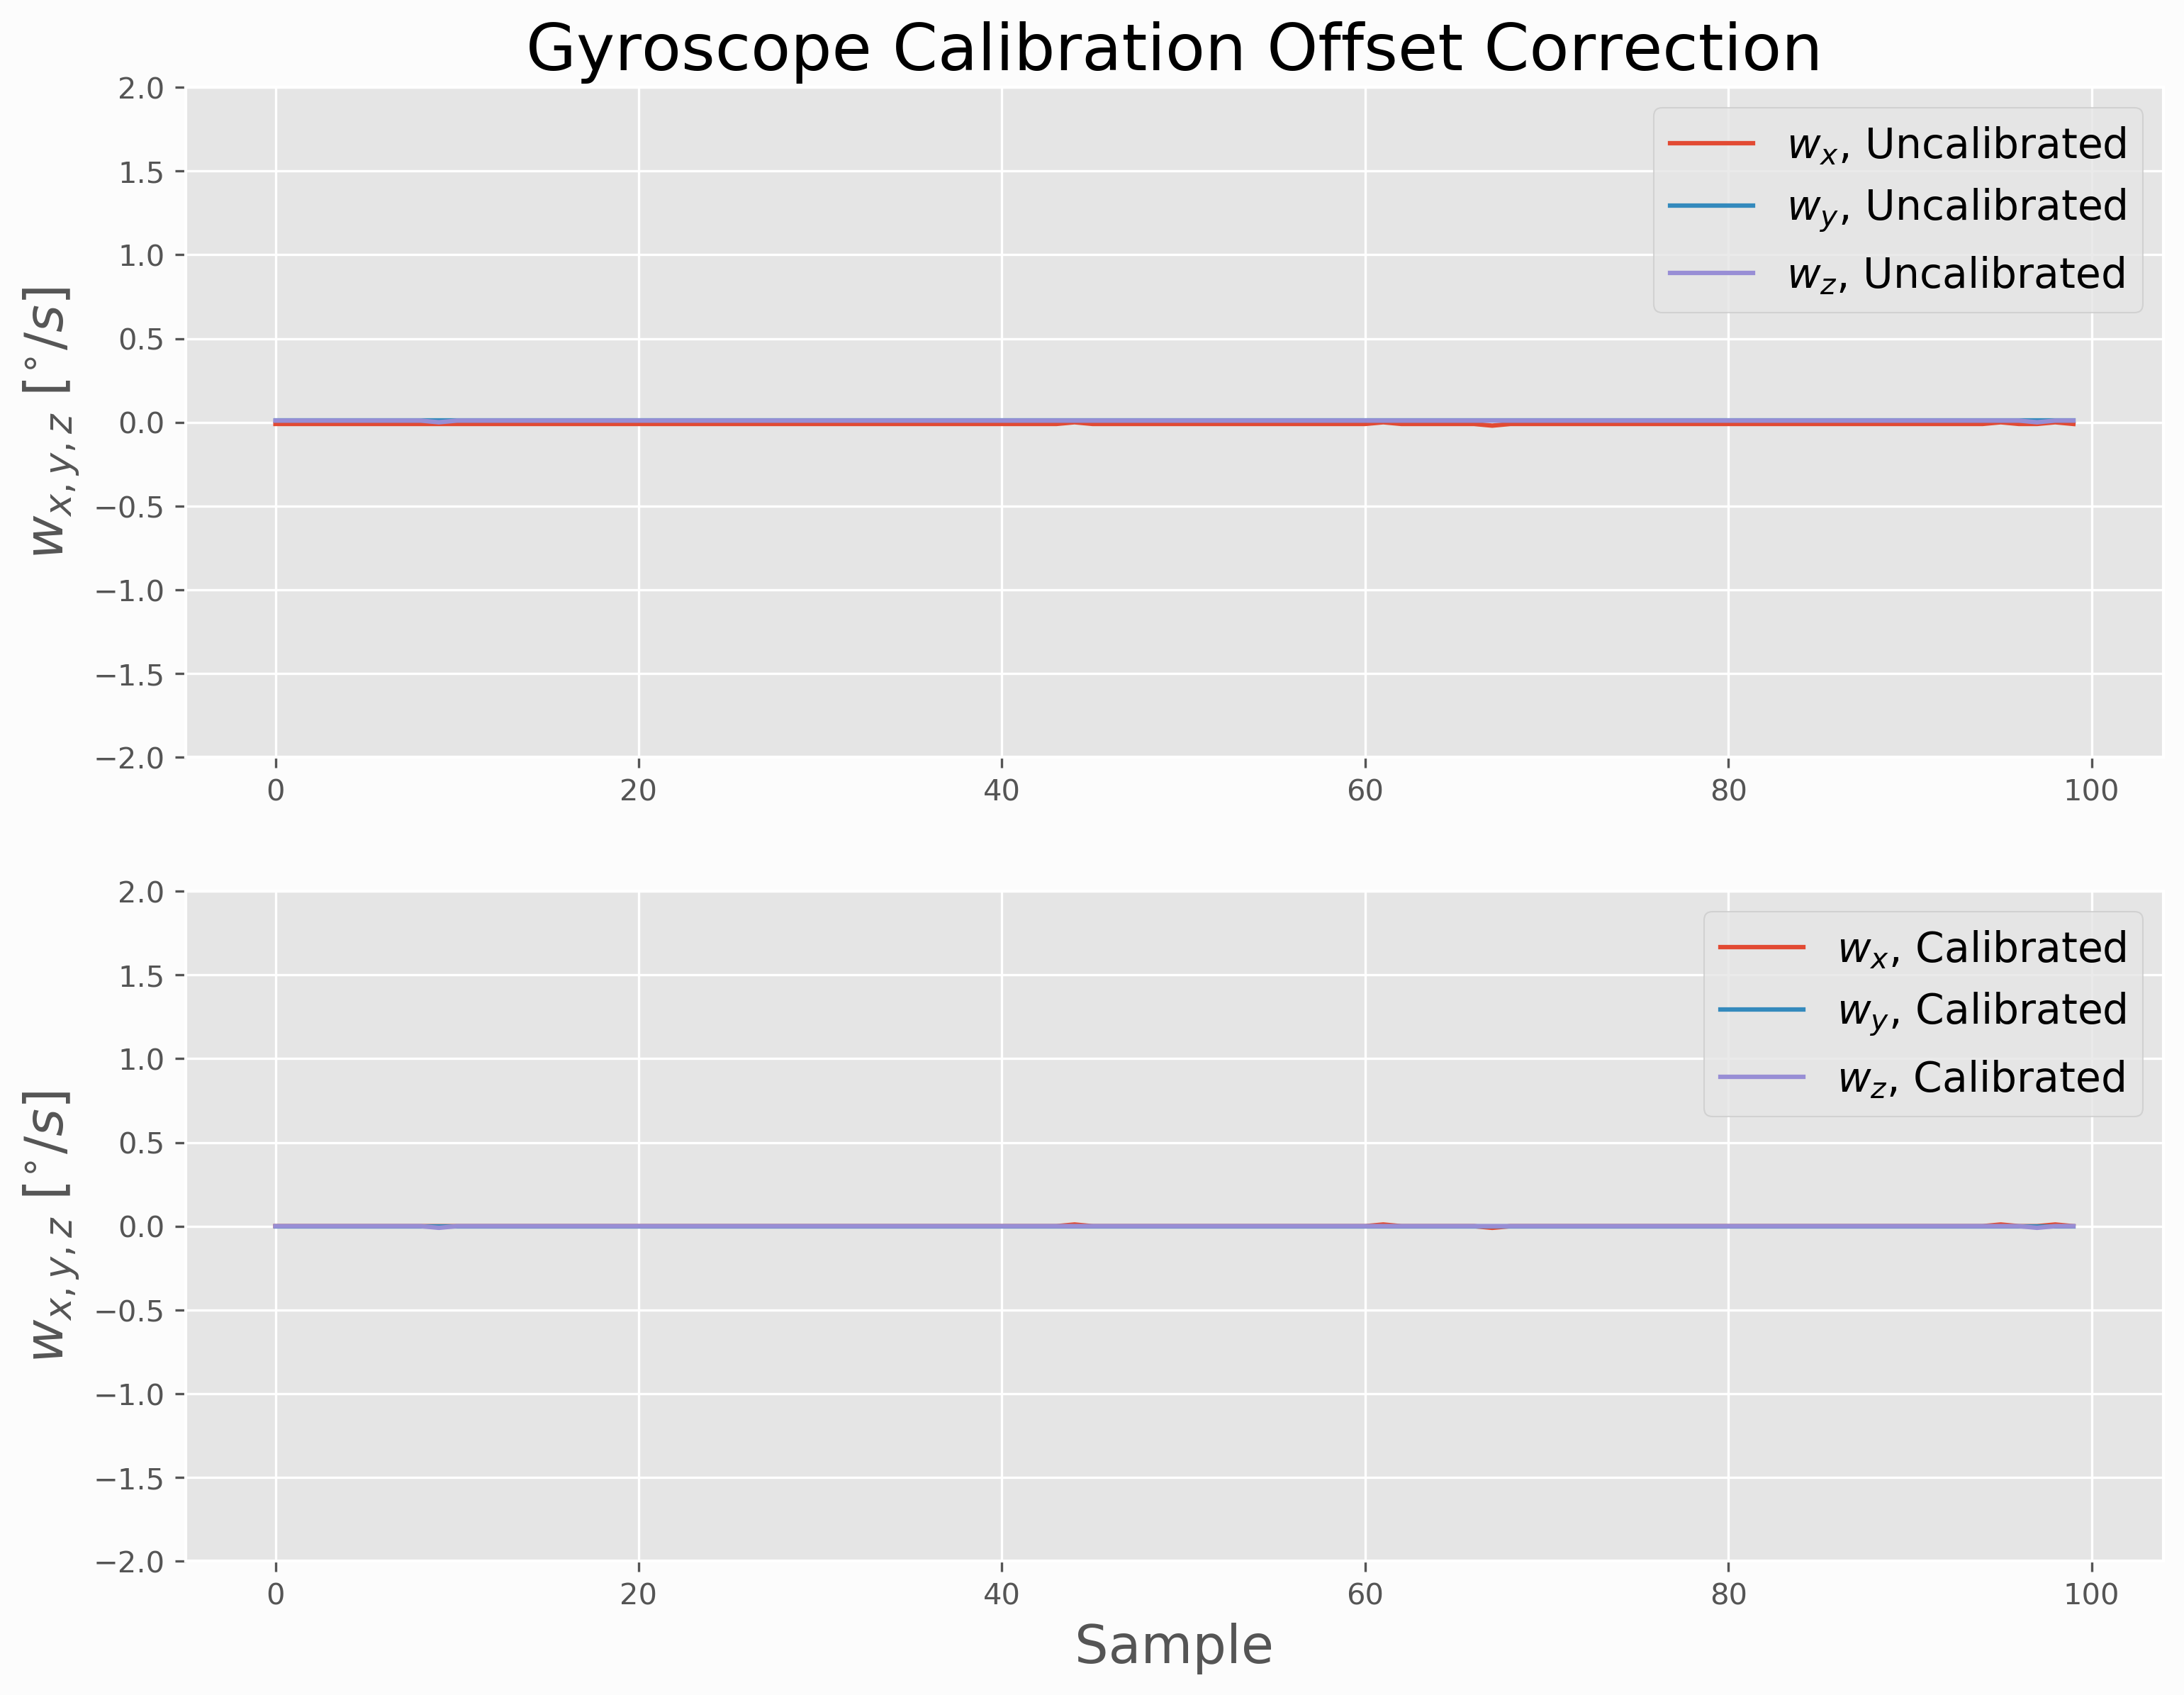 Gyroscope Calibration Offset Correction
2.0
1.5
1.0
0.5
0.0
−0.5
−1.0
−1.5
−2.0
w_x,y,z [°/s]
w_x, Uncalibrated
w_y, Uncalibrated
w_z, Uncalibrated
0 20 40 60 80 100
2.0
1.5
1.0
0.5
0.0
−0.5
−1.0
−1.5
−2.0
w_x,y,z [°/s]
w_x, Calibrated
w_y, Calibrated
w_z, Calibrated
0 20 40 60 80 100
Sample